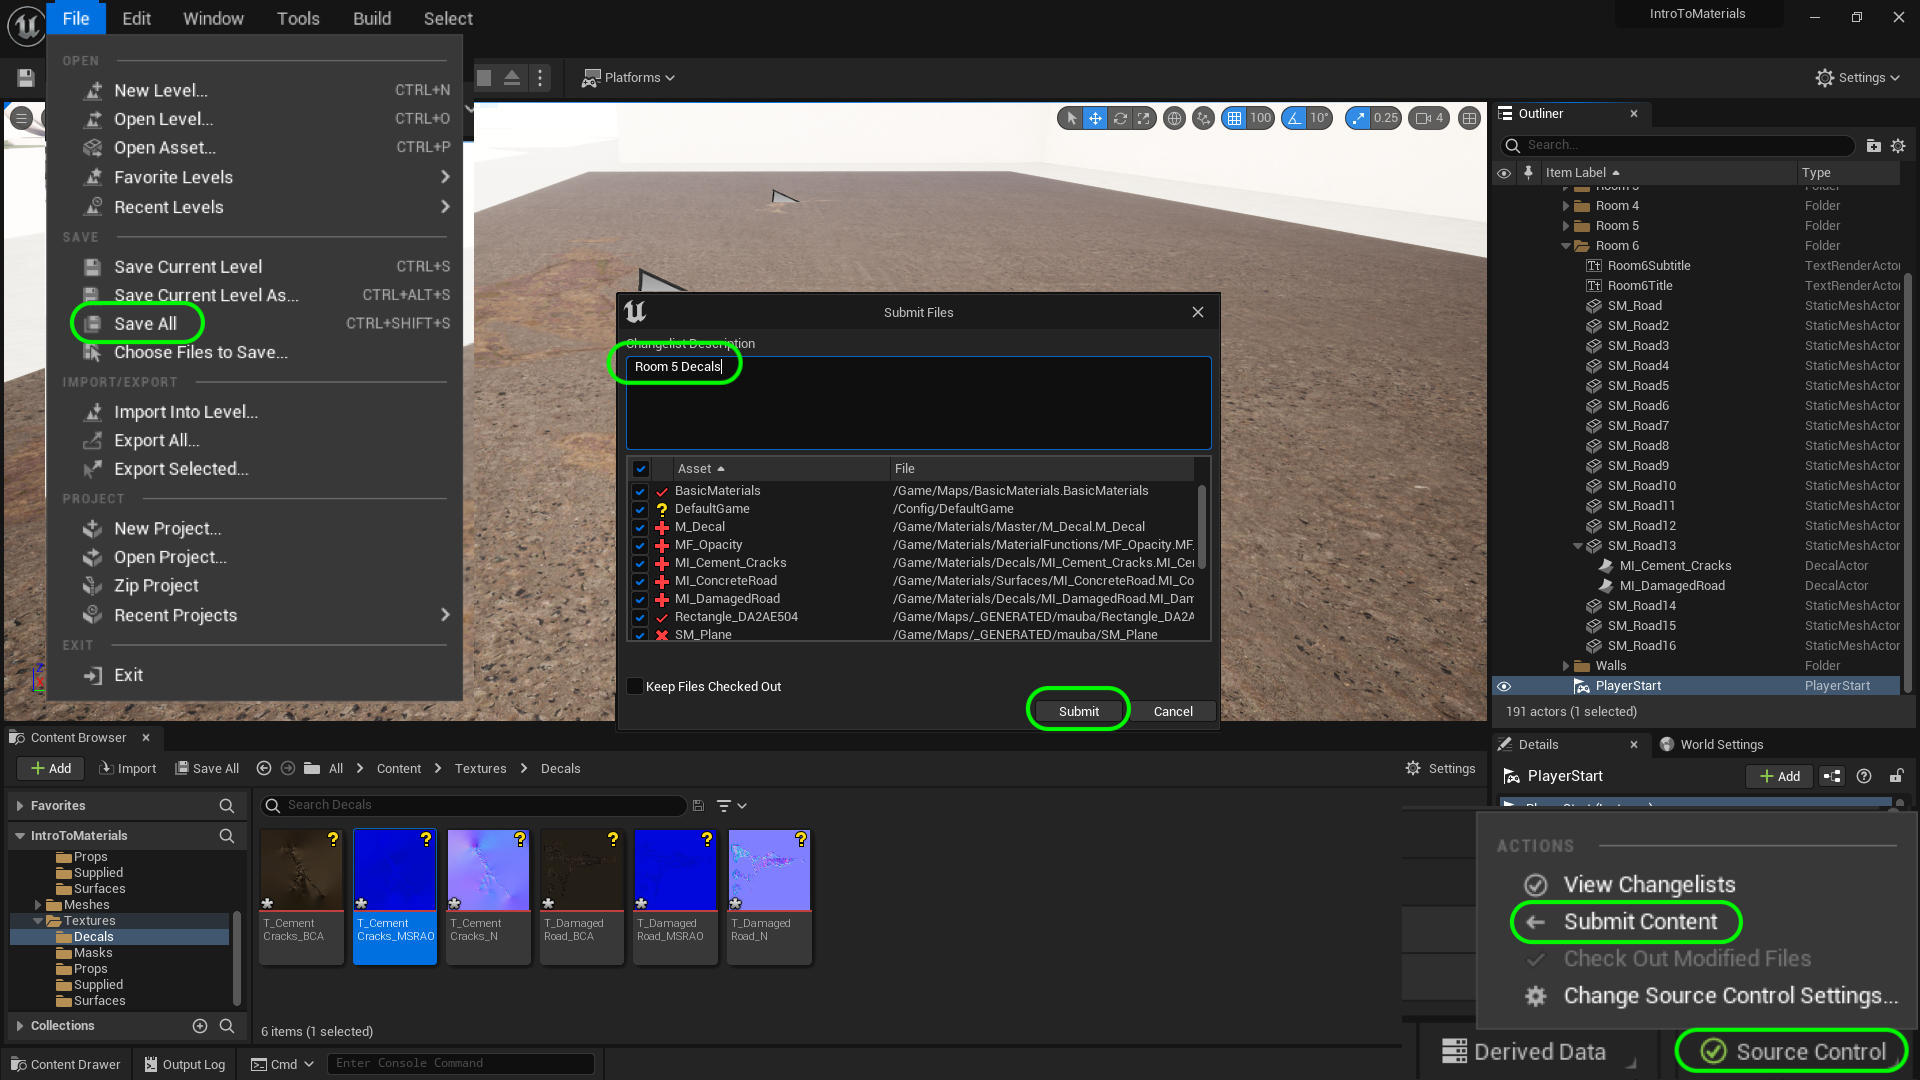 File Edit Window Tools Build Select
IntroToMaterials
OPEN
New Level... CTRL+N
Open Level... CTRL+O
Open Asset... CTRL+P
Favorite Levels
Recent Levels
SAVE
Save Current Level CTRL+S
Save Current Level As... CTRL+ALT+S
Save All CTRL+SHIFT+S
Choose Files to Save...
IMPORT/EXPORT
Import Into Level...
Export All...
Export Selected...
PROJECT
New Project...
Open Project...
Zip Project
Recent Projects
EXIT
Exit
Platforms
Settings
100 10° 0.25 4
Submit Files
Changelist Description
Room 5 Decals
Asset File
BasicMaterials /Game/Maps/BasicMaterials.BasicMaterials
DefaultGame /Config/DefaultGame
M_Decal /Game/Materials/Master/M_Decal.M_Decal
MF_Opacity /Game/Materials/MaterialFunctions/MF_Opacity.MF_
MI_Cement_Cracks /Game/Materials/Decals/MI_Cement_Cracks.MI_Cer
MI_ConcreteRoad /Game/Materials/Surfaces/MI_ConcreteRoad.MI_Co
MI_DamagedRoad /Game/Materials/Decals/MI_DamagedRoad.MI_Dam
Rectangle_DA2AE504 /Game/Maps/_GENERATED/mauba/Rectangle_DA2A
SM_Plane /Game/Maps/_GENERATED/mauba/SM_Plane
Keep Files Checked Out
Submit Cancel
Outliner
Search...
Item Label Type
Room 4 Folder
Room 5 Folder
Room 6 Folder
Room6Subtitle TextRenderActor
Room6Title TextRenderActor
SM_Road StaticMeshActor
SM_Road2 StaticMeshActor
SM_Road3 StaticMeshActor
SM_Road4 StaticMeshActor
SM_Road5 StaticMeshActor
SM_Road6 StaticMeshActor
SM_Road7 StaticMeshActor
SM_Road8 StaticMeshActor
SM_Road9 StaticMeshActor
SM_Road10 StaticMeshActor
SM_Road11 StaticMeshActor
SM_Road12 StaticMeshActor
SM_Road13 StaticMeshActor
MI_Cement_Cracks DecalActor
MI_DamagedRoad DecalActor
SM_Road14 StaticMeshActor
SM_Road15 StaticMeshActor
SM_Road16 StaticMeshActor
Walls Folder
PlayerStart PlayerStart
191 actors (1 selected)
Details World Settings
PlayerStart
Add
Content Browser
Add Import Save All All Content Textures Decals Settings
Favorites
Search Decals
IntroToMaterials
Props
Supplied
Surfaces
Meshes
Textures
Decals
Masks
Props
Supplied
Surfaces
Collections
T_Cement
Cracks_BCA
T_Cement
Cracks_MSRAO
T_Cement
Cracks_N
T_Damaged
Road_BCA
T_Damaged
Road_MSRAO
T_Damaged
Road_N
6 items (1 selected)
ACTIONS
View Changelists
Submit Content
Check Out Modified Files
Change Source Control Settings...
Content Drawer Output Log Cmd Enter Console Command
Derived Data Source Control